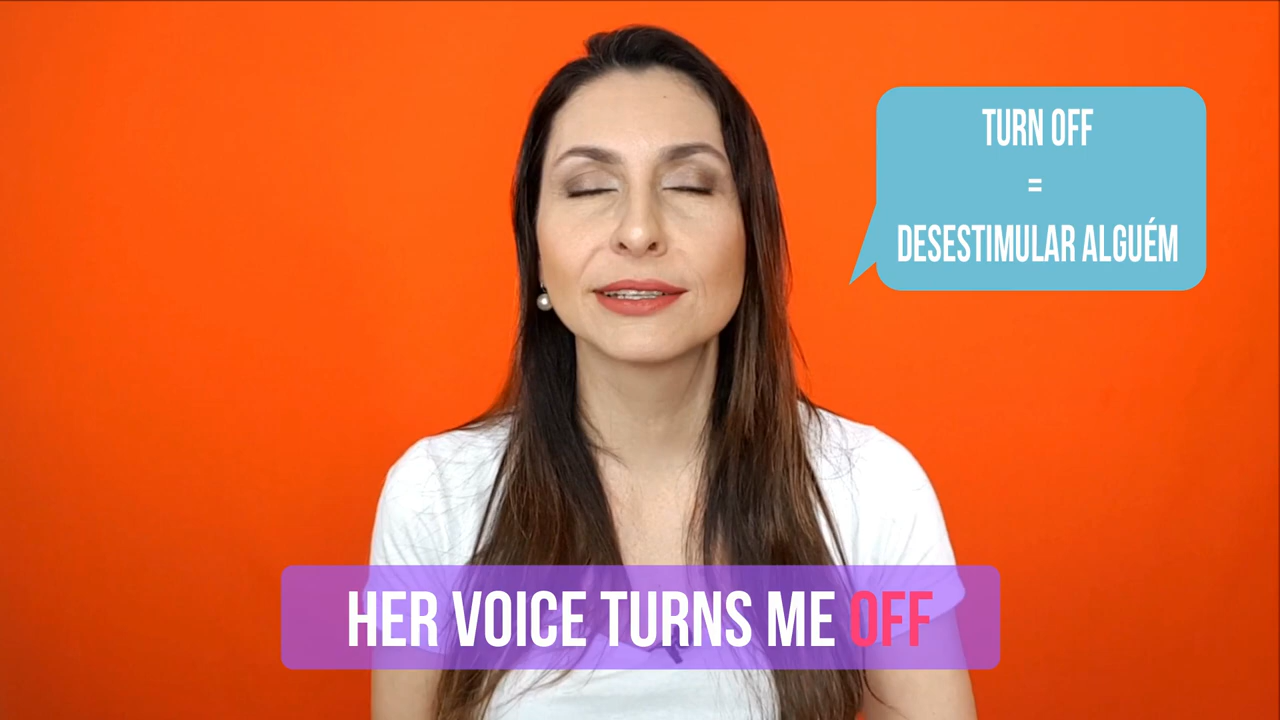 TURN OFF
=
DESESTIMULAR ALGUÉM
HER VOICE TURNS ME OFF